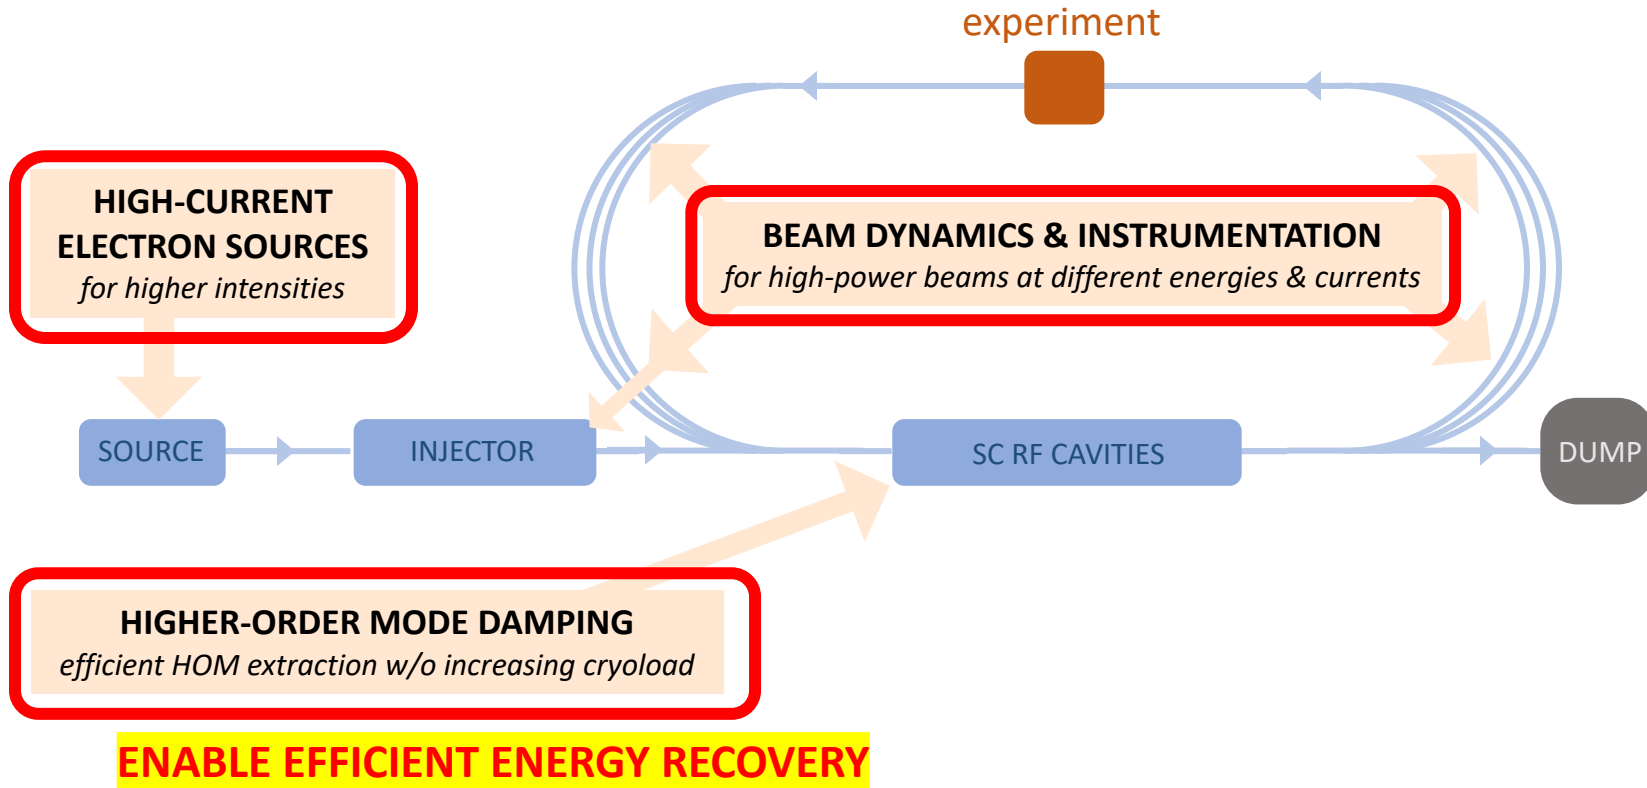 experiment
HIGH-CURRENT
ELECTRON SOURCES
for higher intensities
BEAM DYNAMICS & INSTRUMENTATION
for high-power beams at different energies & currents
SOURCE
INJECTOR
SC RF CAVITIES
DUMP
HIGHER-ORDER MODE DAMPING
efficient HOM extraction w/o increasing cryoload
ENABLE EFFICIENT ENERGY RECOVERY